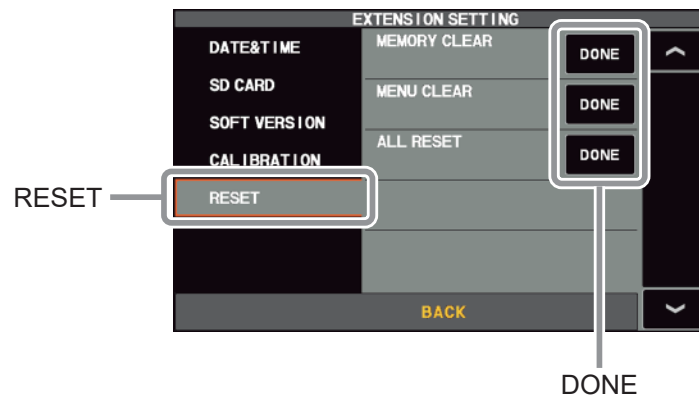 EXTENSION SETTING
DATE&TIME
MEMORY CLEAR
DONE
SD CARD
MENU CLEAR
DONE
SOFT VERSION
ALL RESET
DONE
CALIBRATION
RESET
RESET
BACK
DONE